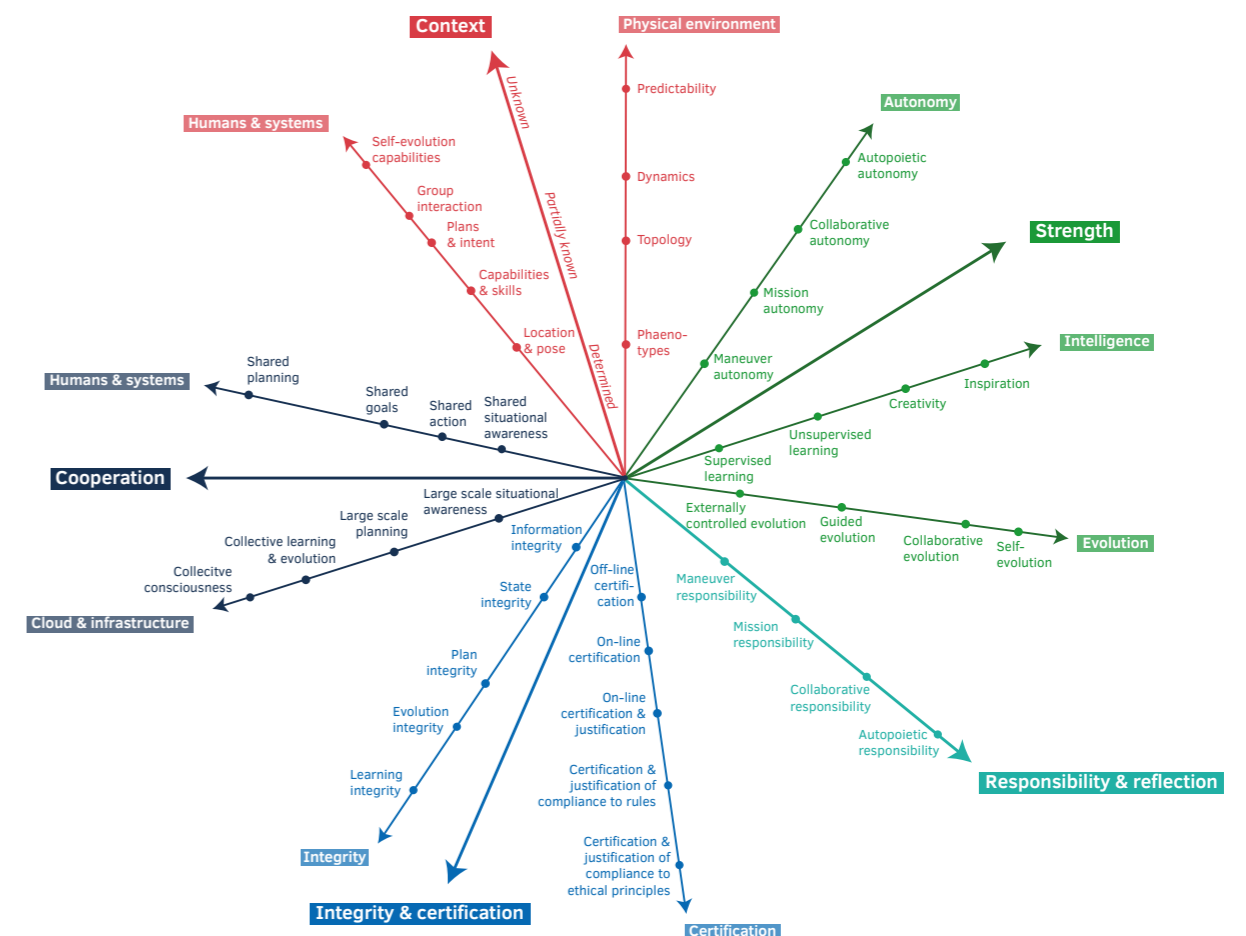 Context
Physical environment
Unknown
Partially known
Determined
Predictability
Dynamics
Topology
Phaeno-
types
Humans & systems
Self-evolution
capabilities
Group
interaction
Plans
& intent
Capabilities
& skills
Location
& pose
Autonomy
Autopoietic
autonomy
Collaborative
autonomy
Mission
autonomy
Maneuver
autonomy
Strength
Intelligence
Inspiration
Creativity
Unsupervised
learning
Supervised
learning
Externally
controlled evolution
Guided
evolution
Collaborative
evolution
Self-
evolution
Evolution
Humans & systems
Shared
planning
Shared
goals
Shared
action
Shared
situational
awareness
Cooperation
Large scale situational
awareness
Large scale
planning
Collective learning
& evolution
Collecitve
consciousness
Cloud & infrastructure
Information
integrity
State
integrity
Plan
integrity
Evolution
integrity
Learning
integrity
Integrity
Integrity & certification
Off-line
certifi-
cation
On-line
certification
On-line
certification &
justification
Certification &
justification of
compliance to rules
Certification &
justification of
compliance to
ethical principles
Certification
Maneuver
responsibility
Mission
responsibility
Collaborative
responsibility
Autopoietic
responsibility
Responsibility & reflection